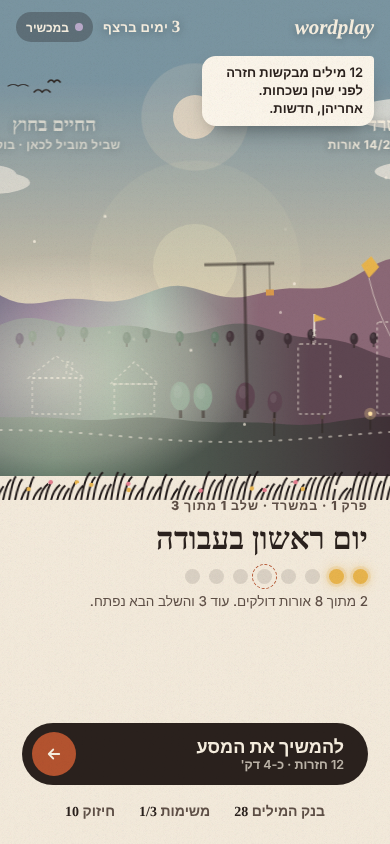 wordplay
3 ימים ברצף
במכשיר
12 מילים מבקשות חזרה
לפני שהן נשכחות.
אחריהן, חדשות.
החיים בחוץ
שביל מוביל לכאן · בוק
14/2 אורות
פרק 1 · במשרד · שלב 1 מתוך 3
יום ראשון בעבודה
2 מתוך 8 אורות דולקים. עוד 3 והשלב הבא נפתח.
להמשיך את המסע
12 חזרות · כ-4 דק'
בנק המילים 28
משימות 1/3
חיזוק 10